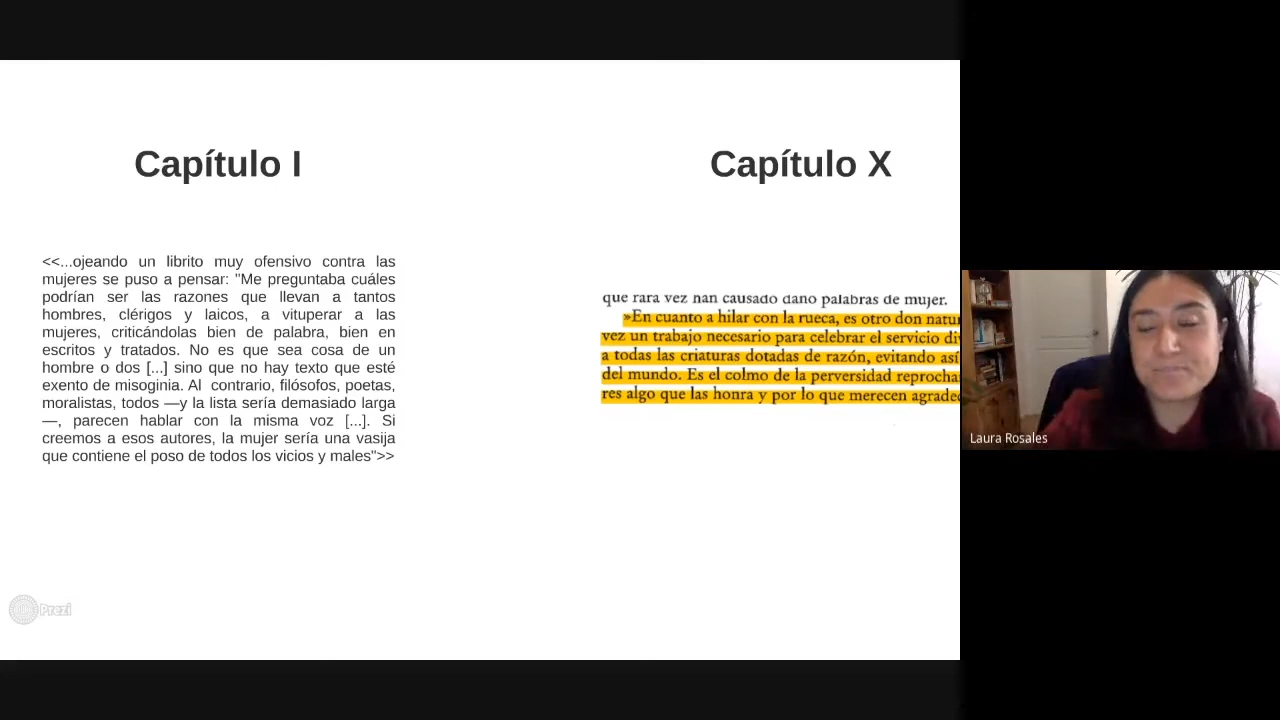 Capítulo I
<<...ojeando un librito muy ofensivo contra las
mujeres se puso a pensar: "Me preguntaba cuáles
podrían ser las razones que llevan a tantos
hombres, clérigos y laicos, a vituperar a las
mujeres, criticándolas bien de palabra, bien en
escritos y tratados. No es que sea cosa de un
hombre o dos [...] sino que no hay texto que esté
exento de misoginia. Al contrario, filósofos, poetas,
moralistas, todos —y la lista sería demasiado larga
—, parecen hablar con la misma voz [...]. Si
creemos a esos autores, la mujer sería una vasija
que contiene el poso de todos los vicios y males">>
Capítulo X
que rara vez han causado daño palabras de mujer.
»En cuanto a hilar con la rueca, es otro don
vez un trabajo necesario para celebrar el servicio
a todas las criaturas dotadas de razón, evitando así
del mundo. Es el colmo de la perversidad
res algo que las honra y por lo que merecen
Prezi
Laura Rosales